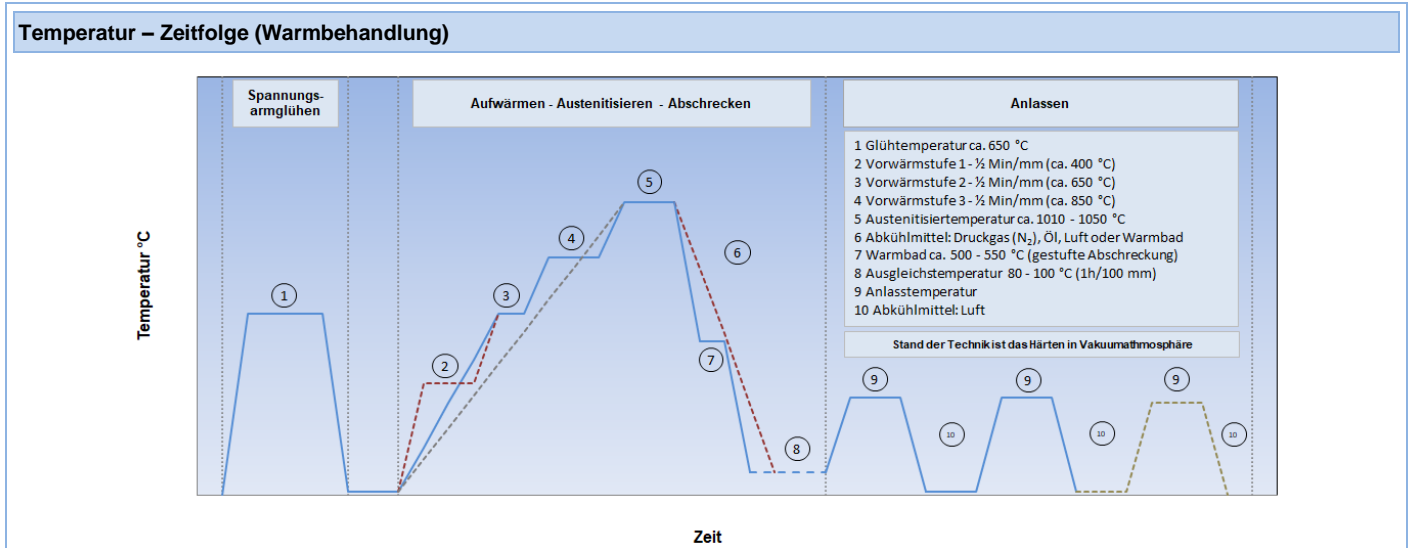 Temperatur – Zeitfolge (Warmbehandlung)
Spannungs-
armglühen
Aufwärmen - Austenitisieren - Abschrecken
Anlassen
1 Glühtemperatur ca. 650 °C
2 Vorwärmstufe 1 - ½ Min/mm (ca. 400 °C)
3 Vorwärmstufe 2 - ½ Min/mm (ca. 650 °C)
4 Vorwärmstufe 3 - ½ Min/mm (ca. 850 °C)
5 Austenitisiertemperatur ca. 1010 - 1050 °C
6 Abkühlmittel: Druckgas (N₂), Öl, Luft oder Warmbad
7 Warmbad ca. 500 - 550 °C (gestufte Abschreckung)
8 Ausgleichstemperatur 80 - 100 °C (1h/100 mm)
9 Anlasstemperatur
10 Abkühlmittel: Luft
Stand der Technik ist das Härten in Vakuumathmosphäre
Temperatur °C
1
2
3
4
5
6
7
8
9
10
9
10
9
10
Zeit